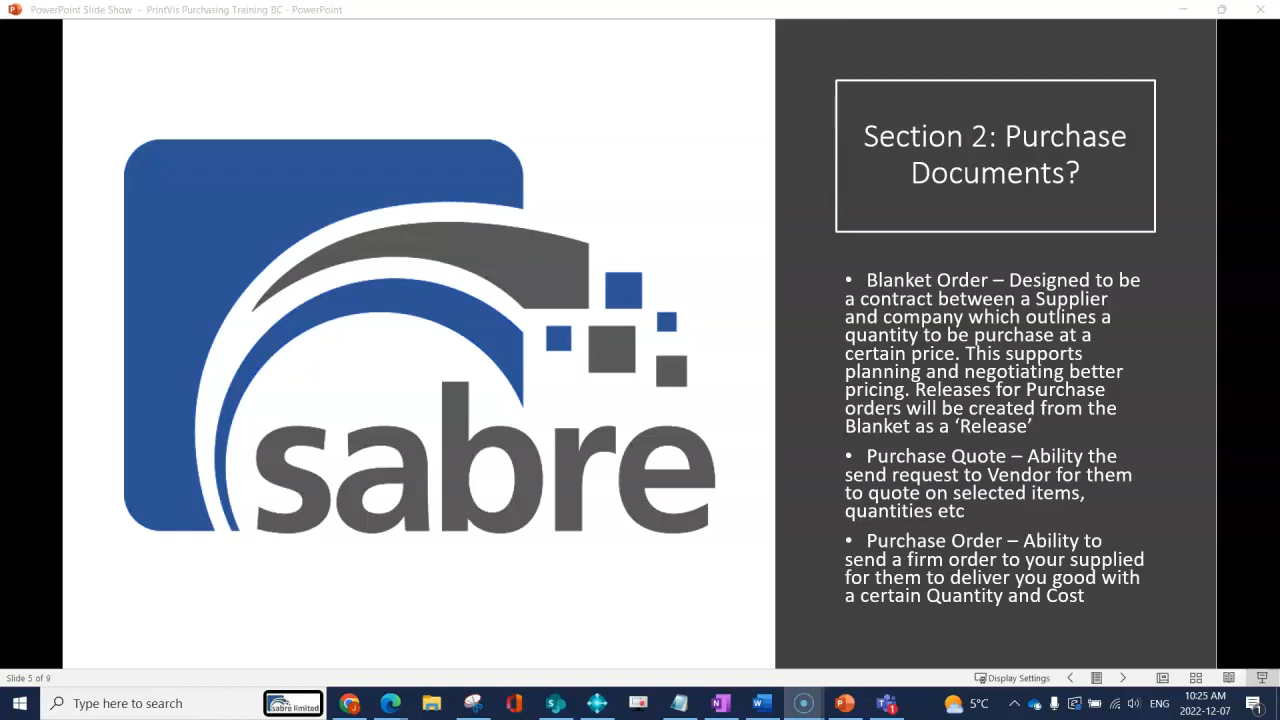 PowerPoint Slide Show - PrintVis Purchasing Training BC - PowerPoint
sabre
Section 2: Purchase
Documents?
• Blanket Order – Designed to be
a contract between a Supplier
and company which outlines a
quantity to be purchase at a
certain price. This supports
planning and negotiating better
pricing. Releases for Purchase
orders will be created from the
Blanket as a ‘Release’
• Purchase Quote – Ability the
send request to Vendor for them
to quote on selected items,
quantities etc
• Purchase Order – Ability to
send a firm order to your supplied
for them to deliver you good with
a certain Quantity and Cost
Slide 5 of 9
Display Settings
Type here to search
sabre limited
5°C
ENG
10:25 AM
2022-12-07
1